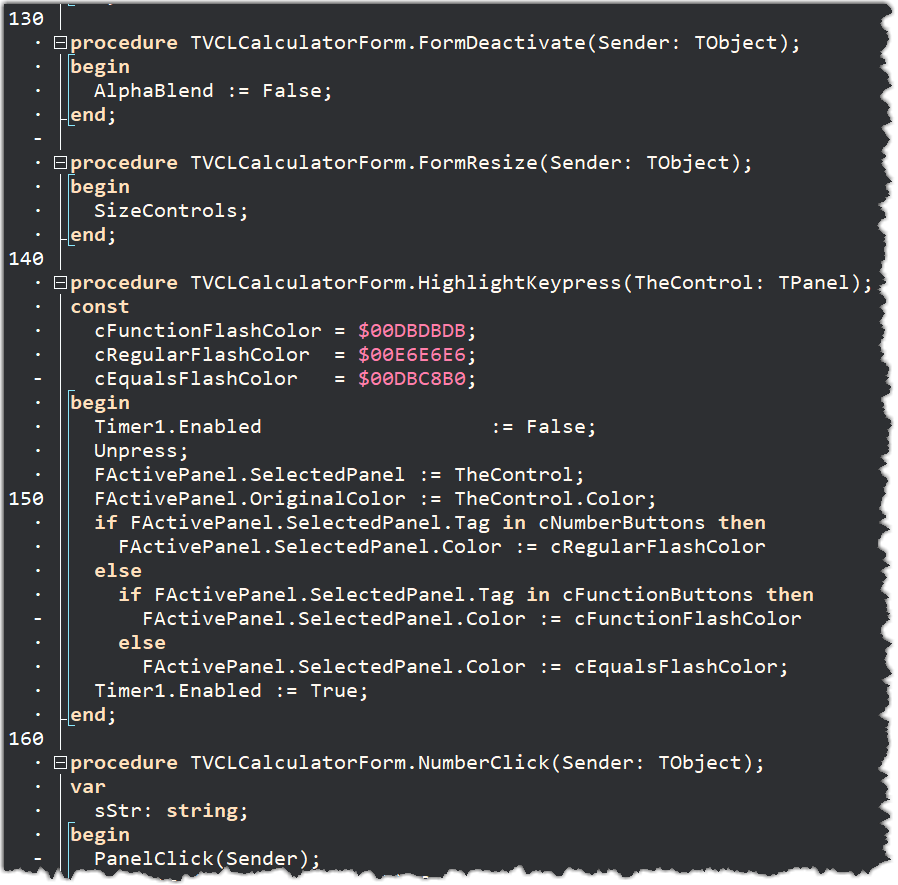 130
procedure TVCLCalculatorForm.FormDeactivate(Sender: TObject);
begin
  AlphaBlend := False;
end;
procedure TVCLCalculatorForm.FormResize(Sender: TObject);
begin
  SizeControls;
end;
140
procedure TVCLCalculatorForm.HighlightKeypress(TheControl: TPanel);
const
  cFunctionFlashColor = $00DBDBDB;
  cRegularFlashColor  = $00E6E6E6;
  cEqualsFlashColor   = $00DBC8B0;
begin
  Timer1.Enabled                   := False;
  Unpress;
  FActivePanel.SelectedPanel := TheControl;
150   FActivePanel.OriginalColor := TheControl.Color;
  if FActivePanel.SelectedPanel.Tag in cNumberButtons then
    FActivePanel.SelectedPanel.Color := cRegularFlashColor
  else
    if FActivePanel.SelectedPanel.Tag in cFunctionButtons then
      FActivePanel.SelectedPanel.Color := cFunctionFlashColor
    else
      FActivePanel.SelectedPanel.Color := cEqualsFlashColor;
  Timer1.Enabled := True;
end;
160
procedure TVCLCalculatorForm.NumberClick(Sender: TObject);
var
  sStr: string;
begin
  PanelClick(Sender);